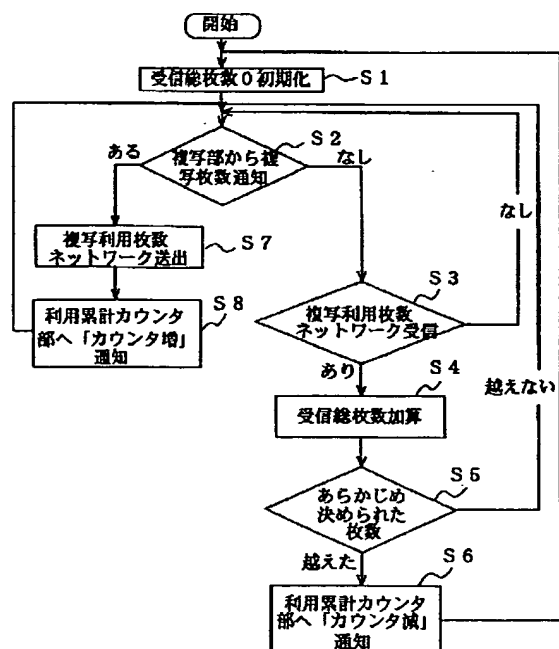 開始
受信総枚数0初期化
S1
複写部から複
写枚数通知
S2
ある
なし
複写利用枚数
ネットワーク送出
S7
利用累計カウンタ
部へ「カウンタ増」
通知
S8
複写利用枚数
ネットワーク受信
S3
なし
あり
受信総枚数加算
S4
越えない
あらかじめ
決められた
枚数
S5
越えた
利用累計カウンタ
部へ「カウンタ減」
通知
S6